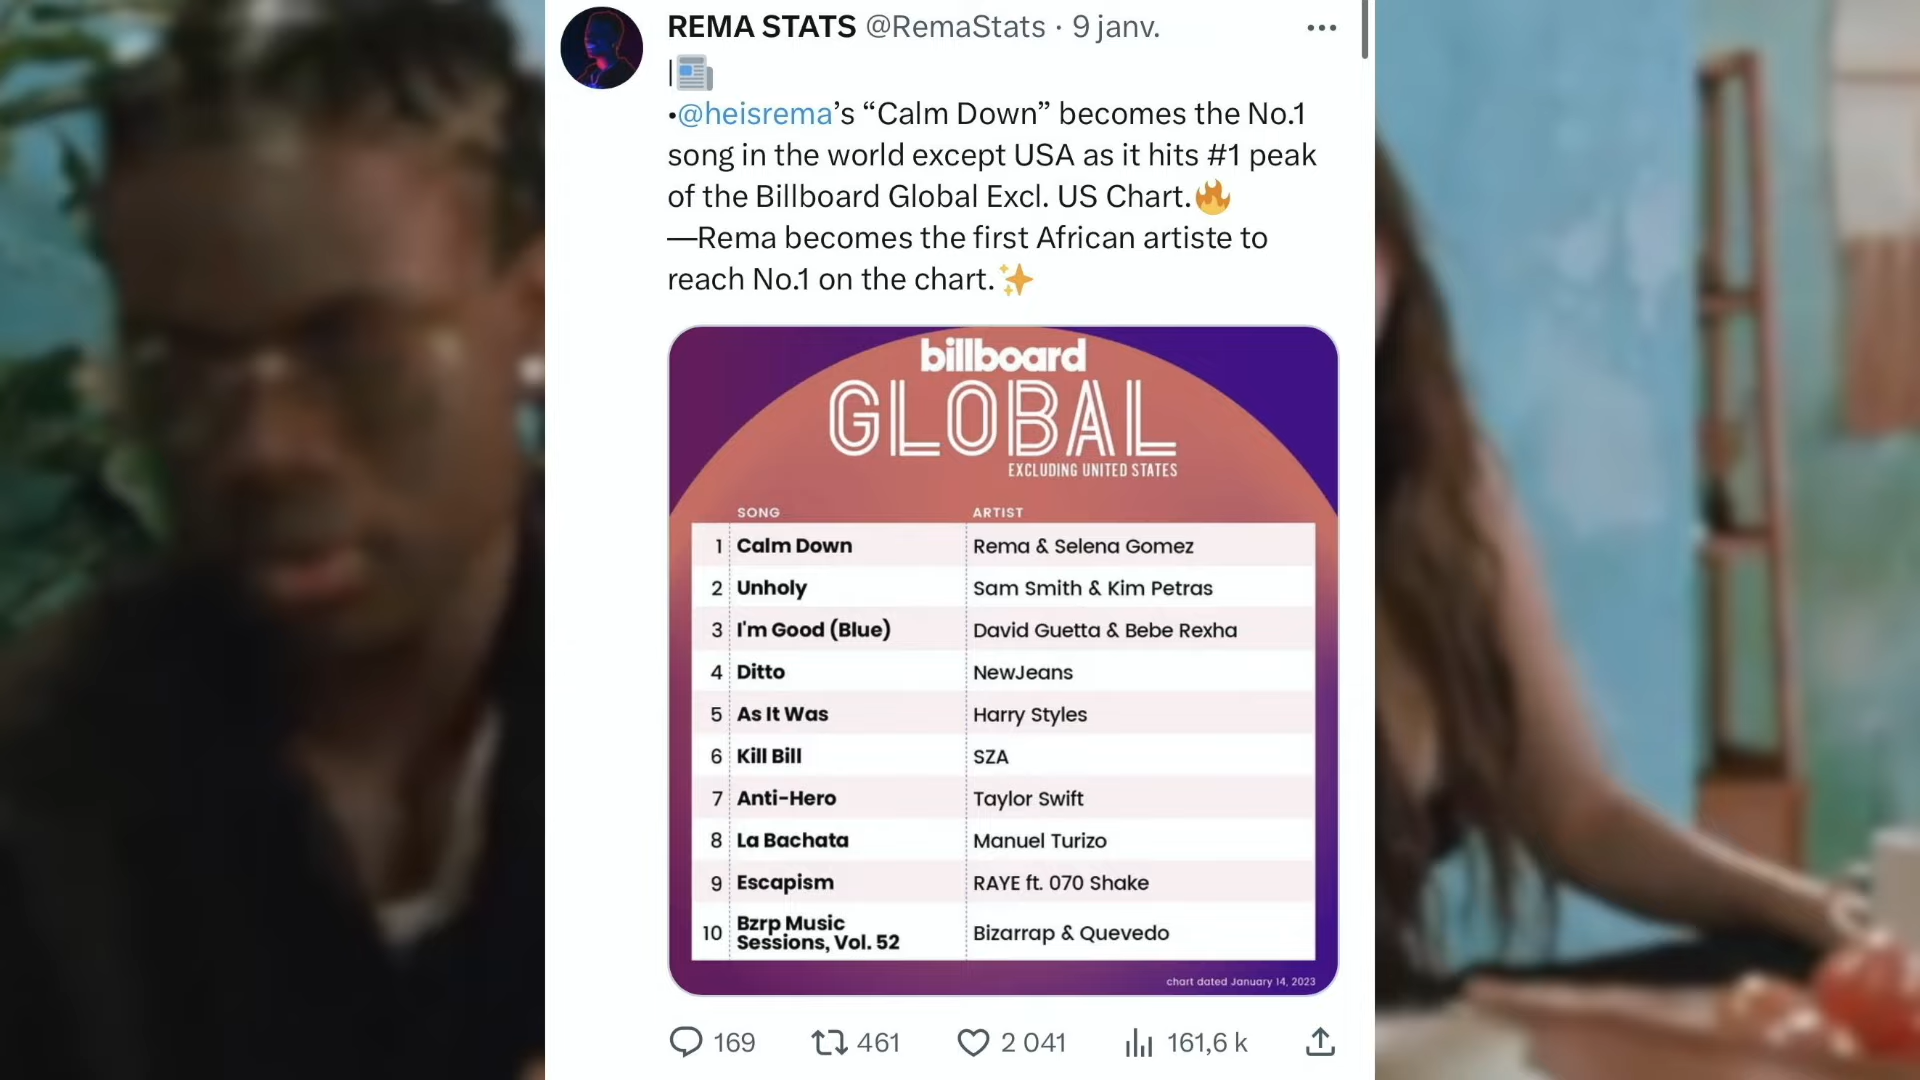 REMA STATS @RemaStats · 9 janv.
|📰
•@heisrema’s “Calm Down” becomes the No.1
song in the world except USA as it hits #1 peak
of the Billboard Global Excl. US Chart.🔥
—Rema becomes the first African artiste to
reach No.1 on the chart.✨
billboard
GLOBAL
EXCLUDING UNITED STATES
SONG ARTIST
1 Calm Down Rema & Selena Gomez
2 Unholy Sam Smith & Kim Petras
3 I'm Good (Blue) David Guetta & Bebe Rexha
4 Ditto NewJeans
5 As It Was Harry Styles
6 Kill Bill SZA
7 Anti-Hero Taylor Swift
8 La Bachata Manuel Turizo
9 Escapism RAYE ft. 070 Shake
10 Bzrp Music
Sessions, Vol. 52 Bizarrap & Quevedo
chart dated January 14, 2023
169 461 2 041 161,6 k